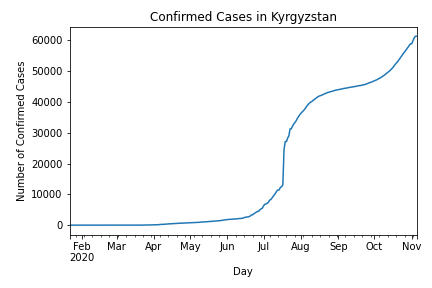 Confirmed Cases in Kyrgyzstan
Number of Confirmed Cases
60000
50000
40000
30000
20000
10000
0
Feb Mar Apr May Jun Jul Aug Sep Oct Nov
2020
Day